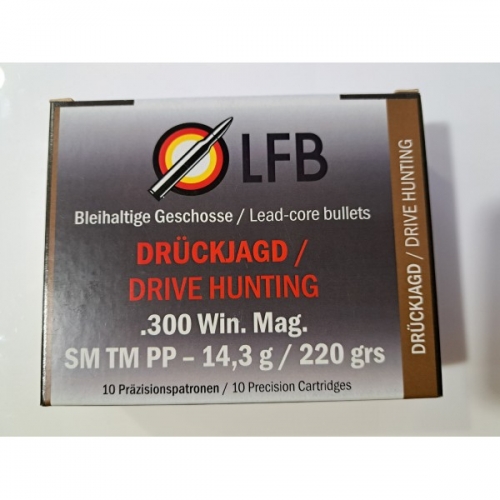 LFB
Bleihaltige Geschosse / Lead-core bullets
DRÜCKJAGD /
DRIVE HUNTING
.300 Win. Mag.
SM TM PP – 14,3 g / 220 grs
10 Präzisionspatronen / 10 Precision Cartridges
DRÜCKJAGD / DRIVE HUNTING